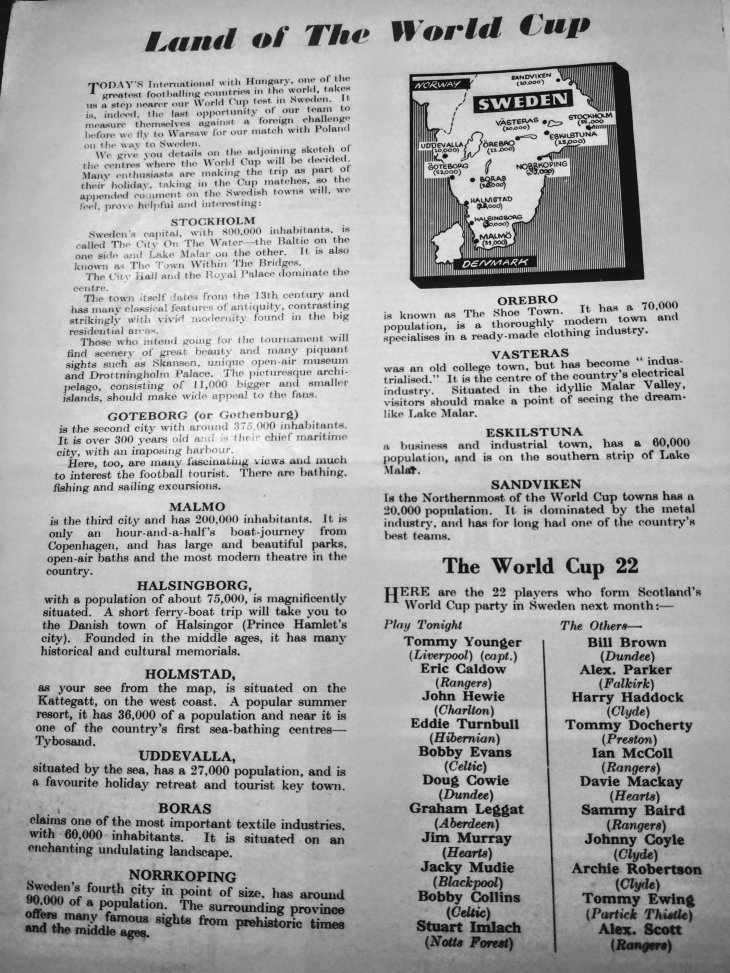 Land of The World Cup
TODAY'S International with Hungary, one of the
greatest footballing countries in the world, takes
us a step nearer our World Cup test in Sweden. It
is, indeed, the last opportunity of our team to
measure themselves against a foreign challenge
before we fly to Warsaw for our match with Poland
on the way to Sweden.
We give you details on the adjoining sketch of
the centres where the World Cup will be decided.
Many enthusiasts are making the trip as part of
their holiday, taking in the Cup matches, so the
appended comment on the Swedish towns will, we
feel, prove helpful and interesting:
STOCKHOLM
Sweden's capital, with 800,000 inhabitants, is
called The City On The Water—the Baltic on the
one side and Lake Malar on the other. It is also
known as The Town Within The Bridges.
The City Hall and the Royal Palace dominate the
centre.
The town itself dates from the 13th century and
has many classical features of antiquity, contrasting
strikingly with vivid modernity found in the big
residential areas.
Those who intend going for the tournament will
find scenery of great beauty and many piquant
sights such as Skansen, unique open-air museum
and Drottningholm Palace. The picturesque archi-
pelago, consisting of 11,000 bigger and smaller
islands, should make wide appeal to the fans.
GOTEBORG (or Gothenburg)
is the second city with around 375,000 inhabitants.
It is over 300 years old and is their chief maritime
city, with an imposing harbour.
Here, too, are many fascinating views and much
to interest the football tourist. There are bathing,
fishing and sailing excursions.
MALMO
is the third city and has 200,000 inhabitants. It is
only an hour-and-a-half's boat-journey from
Copenhagen, and has large and beautiful parks,
open-air baths and the most modern theatre in the
country.
HALSINGBORG,
with a population of about 75,000, is magnificently
situated. A short ferry-boat trip will take you to
the Danish town of Halsingor (Prince Hamlet's
city). Founded in the middle ages, it has many
historical and cultural memorials.
HOLMSTAD,
as your see from the map, is situated on the
Kattegatt, on the west coast. A popular summer
resort, it has 36,000 of a population and near it is
one of the country's first sea-bathing centres—
Tybosand.
UDDEVALLA,
situated by the sea, has a 27,000 population, and is
a favourite holiday retreat and tourist key town.
BORAS
claims one of the most important textile industries,
with 60,000 inhabitants. It is situated on an
enchanting undulating landscape.
NORRKOPING
Sweden's fourth city in point of size, has around
90,000 of a population. The surrounding province
offers many famous sights from prehistoric times
and the middle ages.
NORWAY
SANDVIKEN
(20,000)
SWEDEN
VÄSTERAS
(20,000)
STOCKHOLM
ESKILSTUNA
(25,000)
UDDEVALLA
ÖREBRO
GÖTEBORG
(52,000)
NORRKÖPING
BORAS
HALMSTAD
HALSINGBORG
MALMÖ
DENMARK
OREBRO
is known as The Shoe Town. It has a 70,000
population, is a thoroughly modern town and
specialises in a ready-made clothing industry.
VASTERAS
was an old college town, but has become "indus-
trialised." It is the centre of the country's electrical
industry. Situated in the idyllic Malar Valley,
visitors should make a point of seeing the dream-
like Lake Malar.
ESKILSTUNA
a business and industrial town, has a 60,000
population, and is on the southern strip of Lake
Malar.
SANDVIKEN
Is the Northernmost of the World Cup towns has a
20,000 population. It is dominated by the metal
industry, and has for long had one of the country's
best teams.
The World Cup 22
HERE are the 22 players who form Scotland's
World Cup party in Sweden next month:—
Play Tonight
Tommy Younger
(Liverpool) (capt.)
Eric Caldow
(Rangers)
John Hewie
(Charlton)
Eddie Turnbull
(Hibernian)
Bobby Evans
(Celtic)
Doug Cowie
(Dundee)
Graham Leggat
(Aberdeen)
Jim Murray
(Hearts)
Jacky Mudie
(Blackpool)
Bobby Collins
(Celtic)
Stuart Imlach
(Notts Forest)
The Others—
Bill Brown
(Dundee)
Alex. Parker
(Falkirk)
Harry Haddock
(Clyde)
Tommy Docherty
(Preston)
Ian McColl
(Rangers)
Davie Mackay
(Hearts)
Sammy Baird
(Rangers)
Johnny Coyle
(Clyde)
Archie Robertson
(Clyde)
Tommy Ewing
(Partick Thistle)
Alex. Scott
(Rangers)